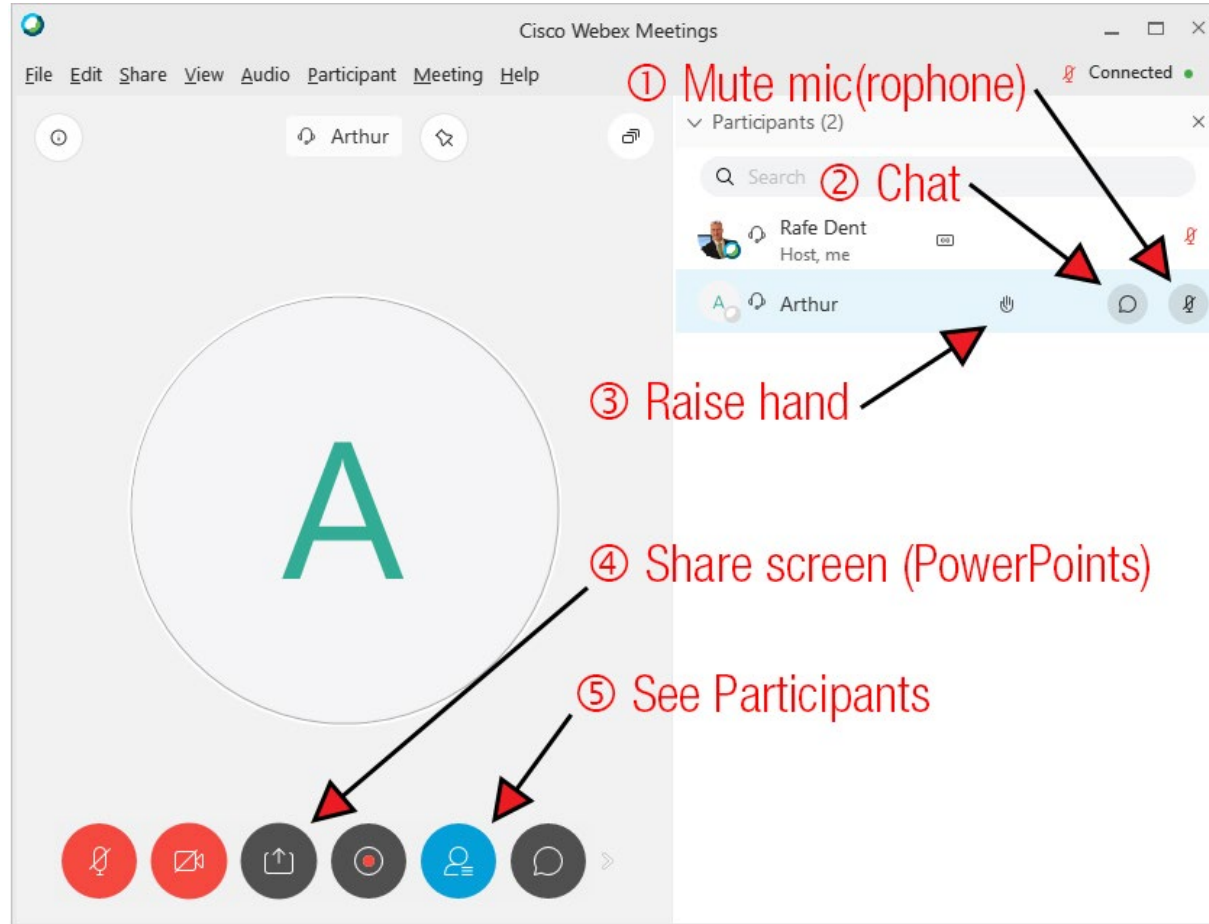 Cisco Webex Meetings
File Edit Share View Audio Participant Meeting Help
① Mute mic(rophone)
Connected
Arthur
Participants (2)
Search
② Chat
Rafe Dent
Host, me
A Arthur
③ Raise hand
A
④ Share screen (PowerPoints)
⑤ See Participants